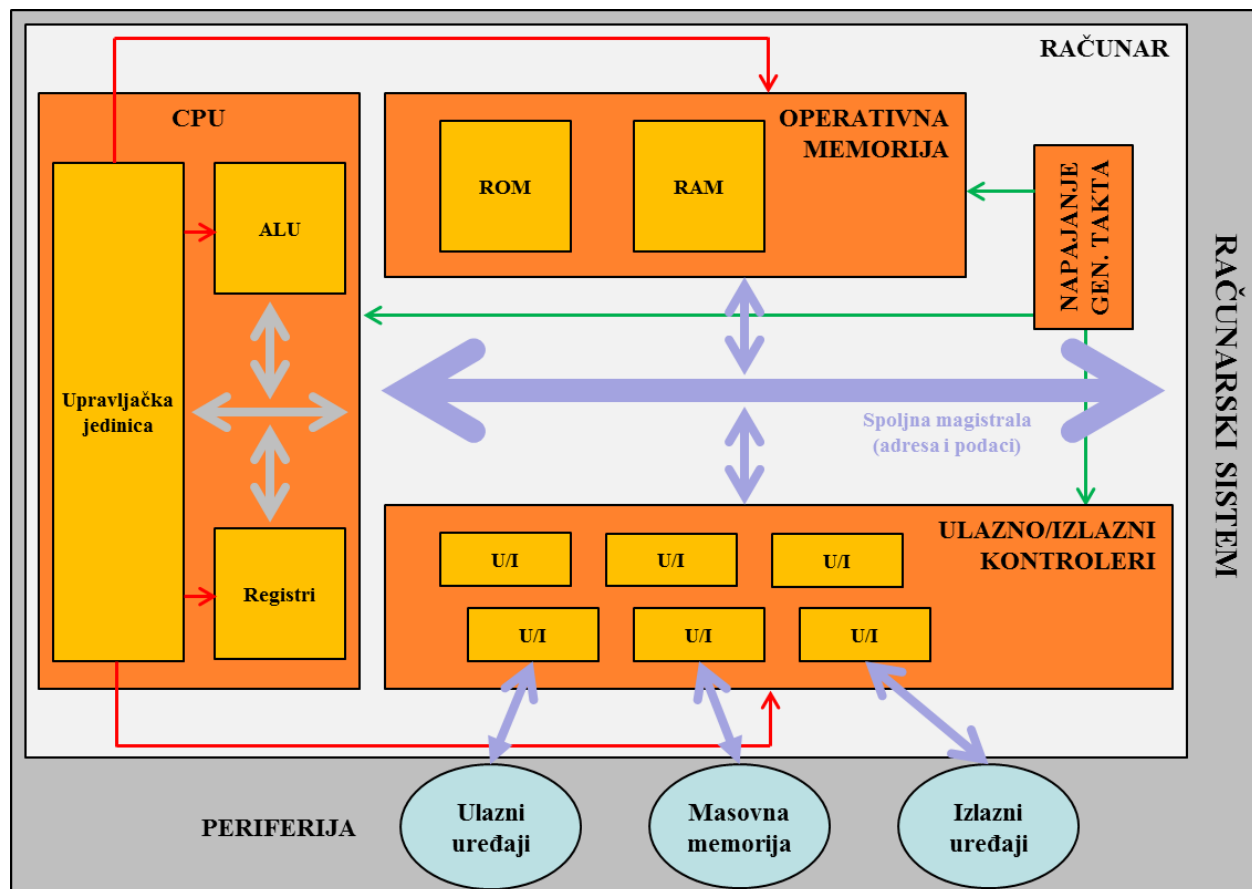 RAČUNAR
CPU
OPERATIVNA
MEMORIJA
ROM
RAM
ALU
NAPAJANJE
GEN. TAKTA
RAČUNARSKI SISTEM
Upravljačka
jedinica
Spoljna magistrala
(adresa i podaci)
Registri
ULAZNO/IZLAZNI
KONTROLERI
U/I
U/I
U/I
U/I
U/I
U/I
PERIFERIJA
Ulazni
uređaji
Masovna
memorija
Izlazni
uređaji